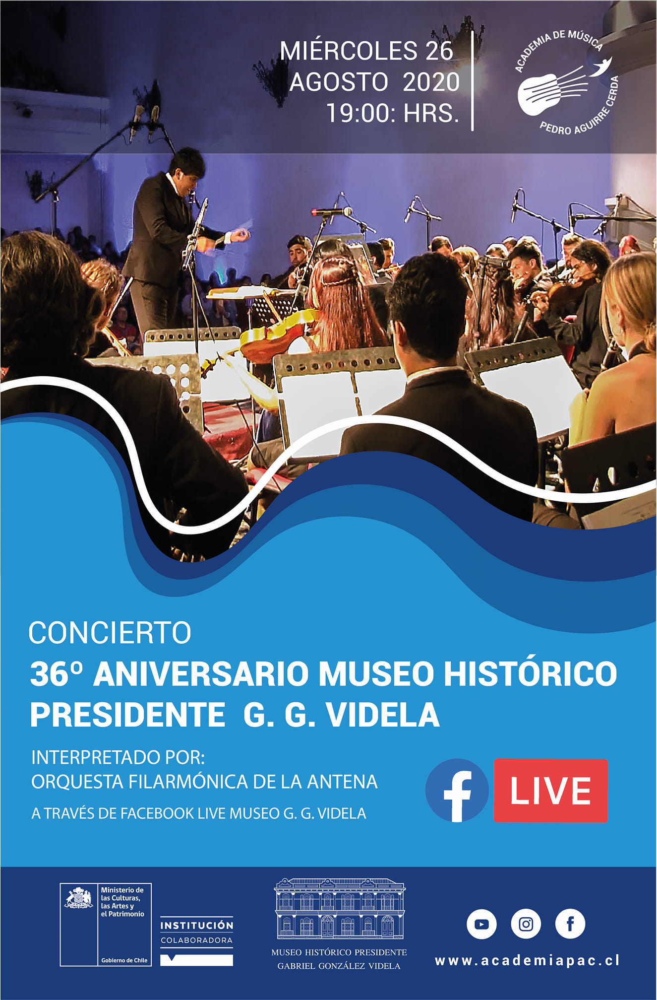 MIÉRCOLES 26
AGOSTO 2020
19:00: HRS.
ACADEMIA DE MÚSICA
PEDRO AGUIRRE CERDA
CONCIERTO
36º ANIVERSARIO MUSEO HISTÓRICO
PRESIDENTE G. G. VIDELA
INTERPRETADO POR:
ORQUESTA FILARMÓNICA DE LA ANTENA
A TRAVÉS DE FACEBOOK LIVE MUSEO G. G. VIDELA
f LIVE
Ministerio de
las Culturas,
las Artes y
el Patrimonio
Gobierno de Chile
INSTITUCIÓN
COLABORADORA
MUSEO HISTÓRICO PRESIDENTE
GABRIEL GONZÁLEZ VIDELA
www.academiapac.cl